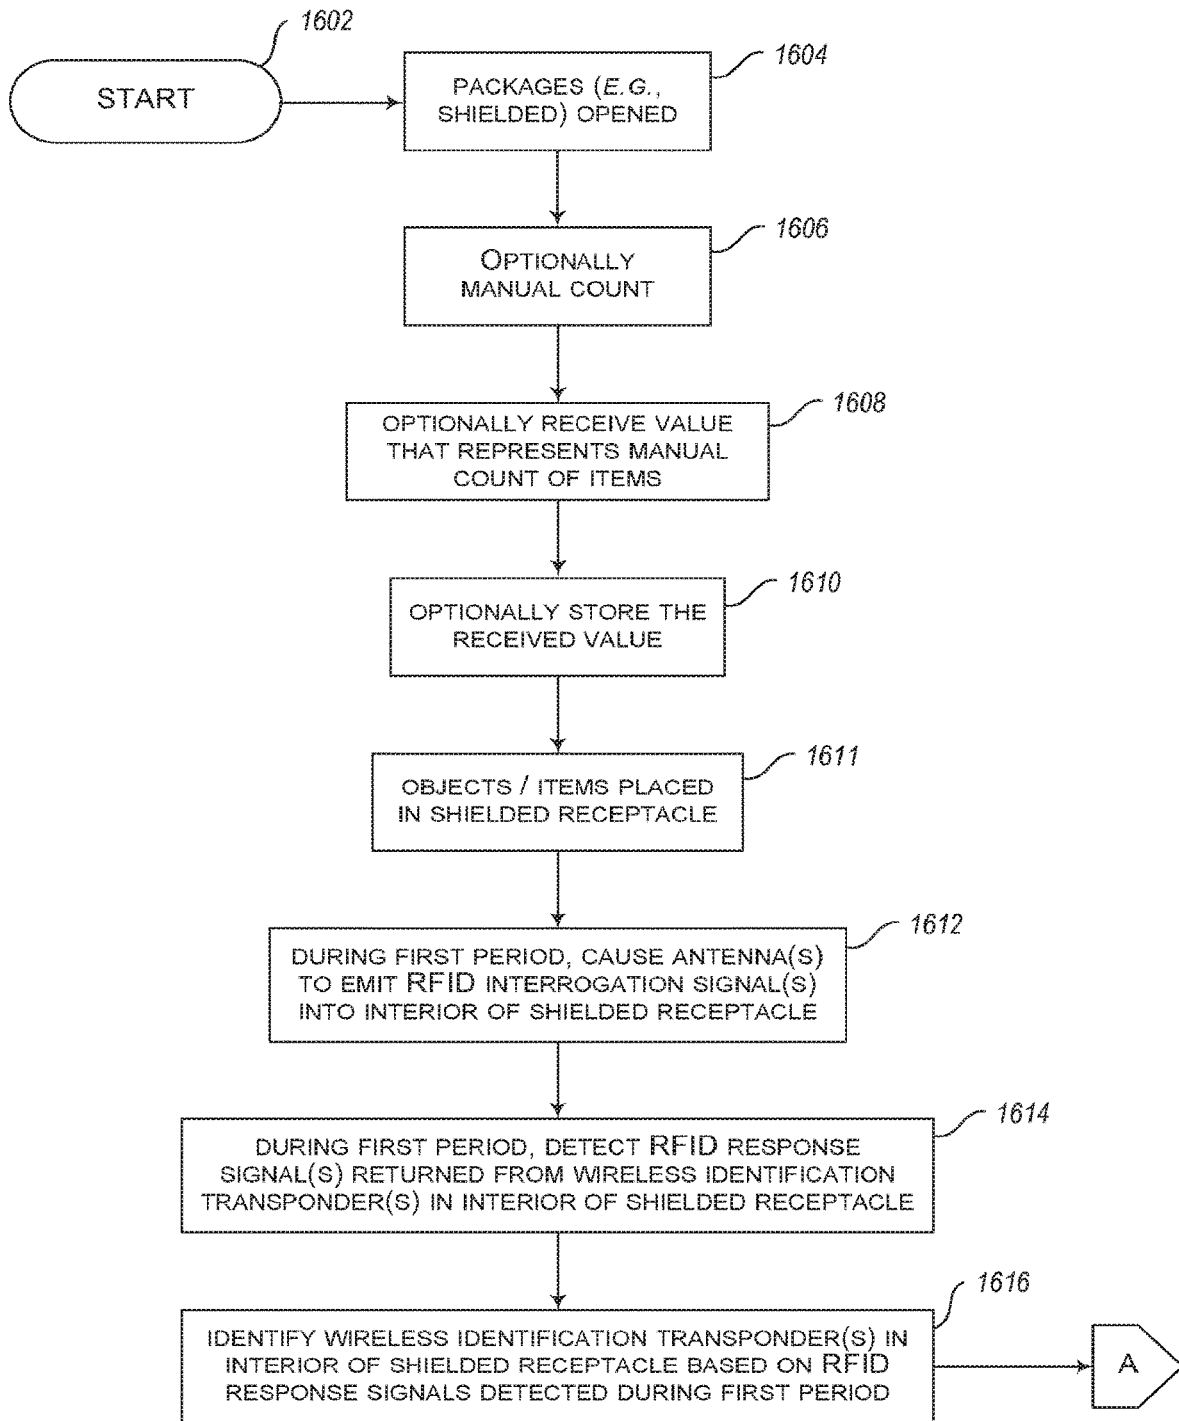 1602
START
1604
PACKAGES (E.G.,
SHIELDED) OPENED
1606
OPTIONALLY
MANUAL COUNT
1608
OPTIONALLY RECEIVE VALUE
THAT REPRESENTS MANUAL
COUNT OF ITEMS
1610
OPTIONALLY STORE THE
RECEIVED VALUE
1611
OBJECTS / ITEMS PLACED
IN SHIELDED RECEPTACLE
1612
DURING FIRST PERIOD, CAUSE ANTENNA(S)
TO EMIT RFID INTERROGATION SIGNAL(S)
INTO INTERIOR OF SHIELDED RECEPTACLE
1614
DURING FIRST PERIOD, DETECT RFID RESPONSE
SIGNAL(S) RETURNED FROM WIRELESS IDENTIFICATION
TRANSPONDER(S) IN INTERIOR OF SHIELDED RECEPTACLE
1616
IDENTIFY WIRELESS IDENTIFICATION TRANSPONDER(S) IN
INTERIOR OF SHIELDED RECEPTACLE BASED ON RFID
RESPONSE SIGNALS DETECTED DURING FIRST PERIOD
A